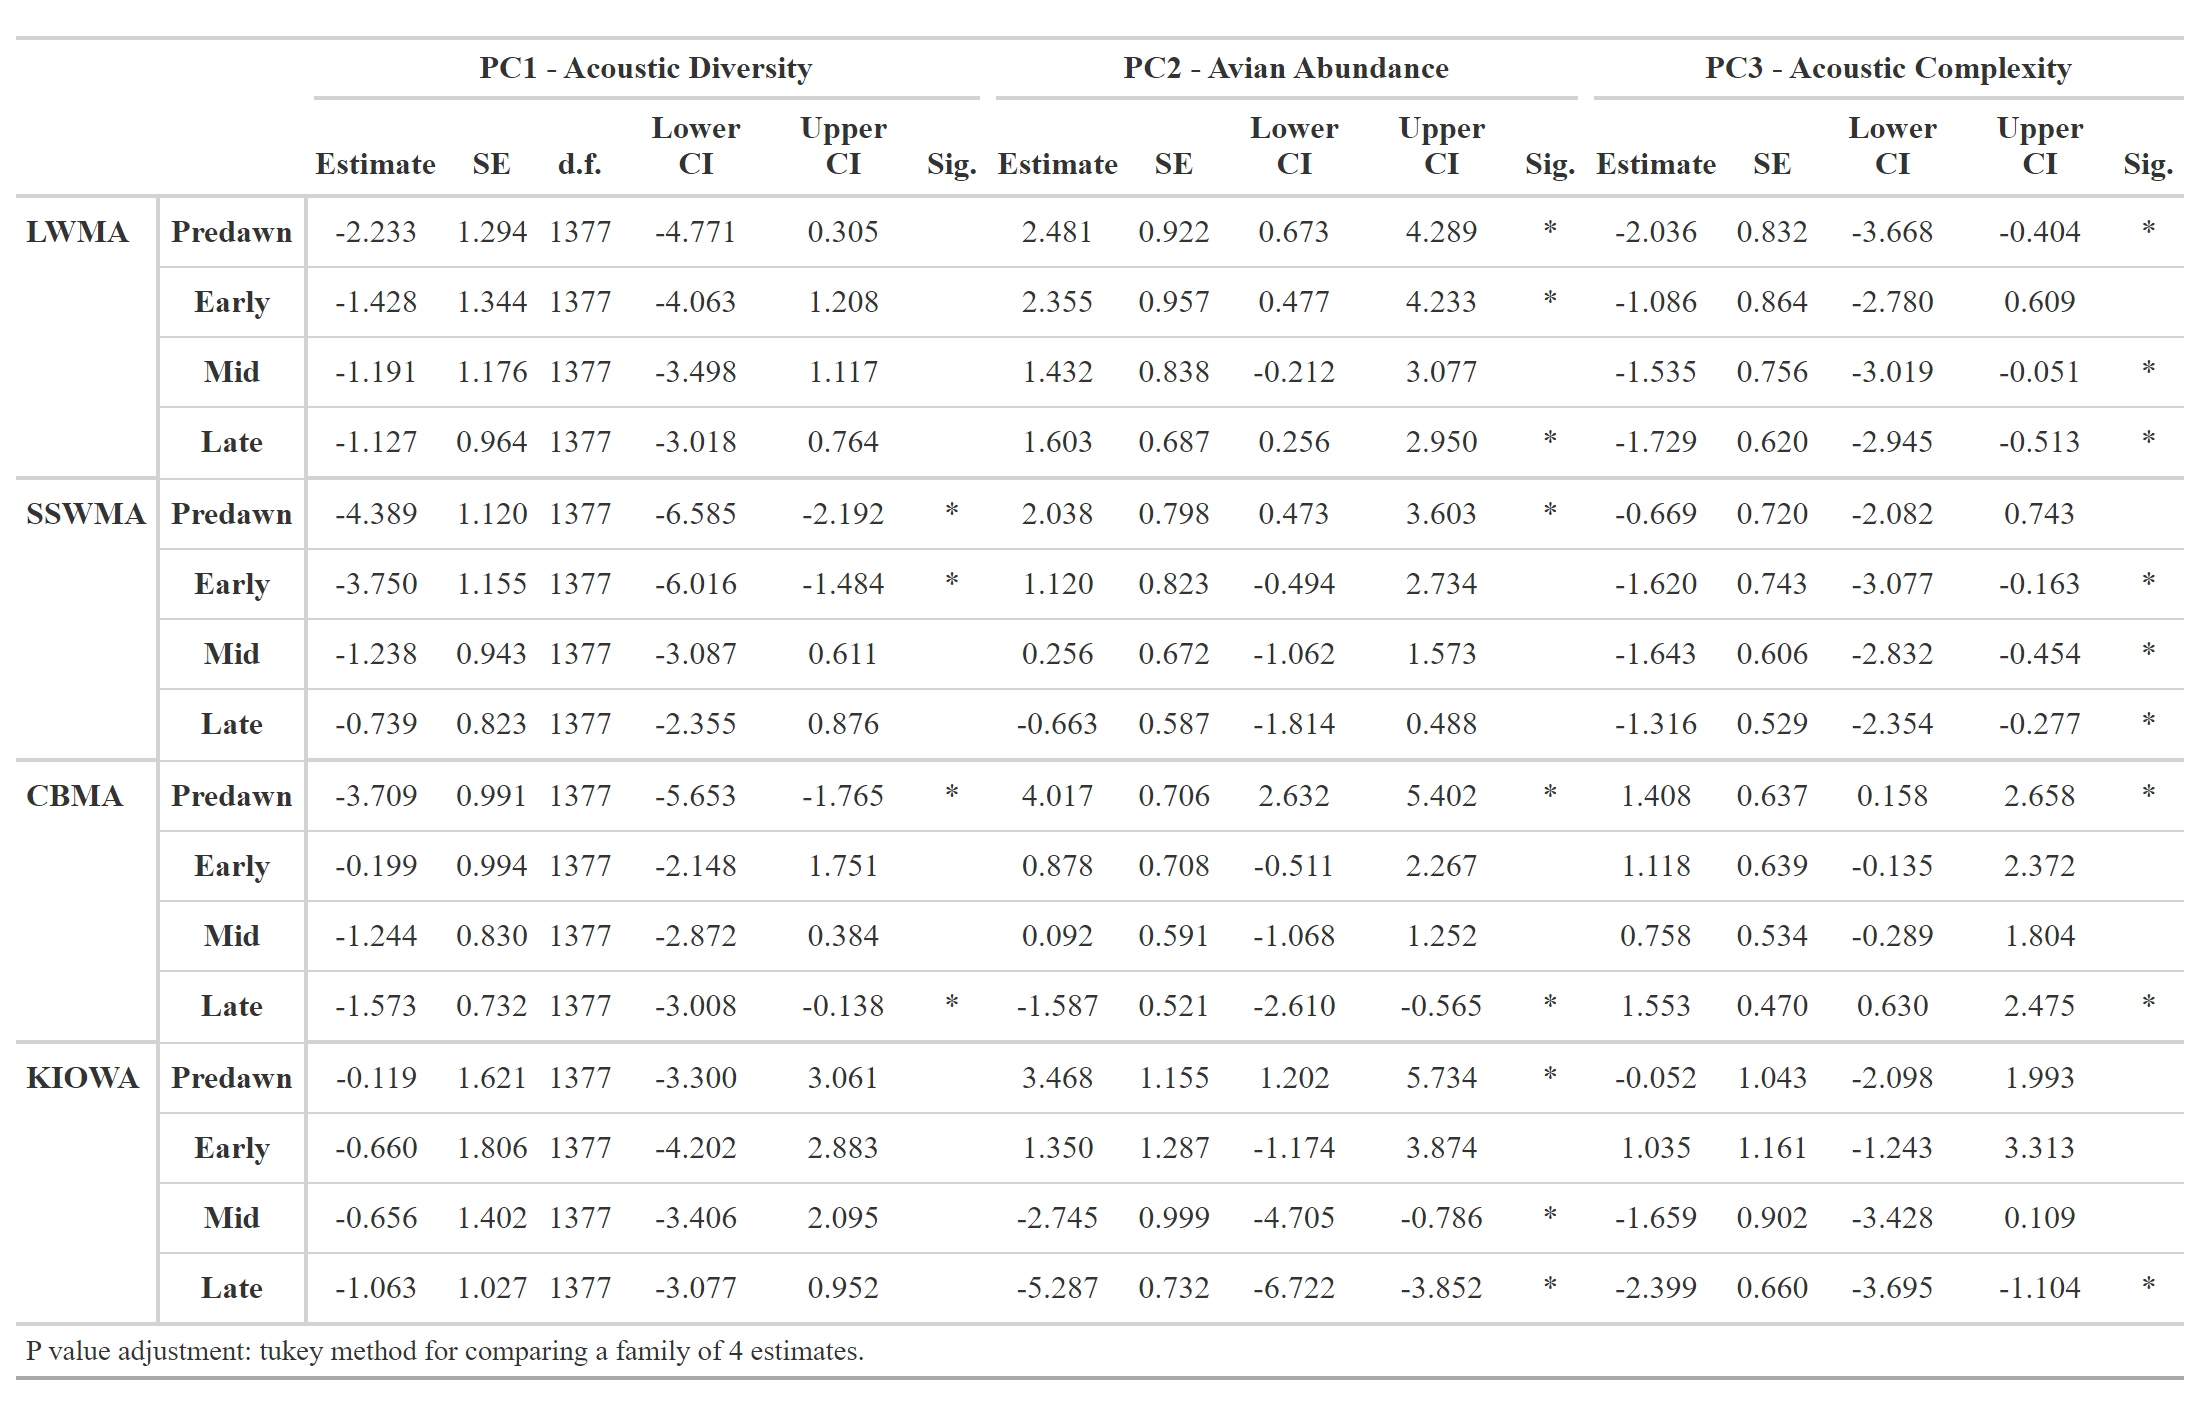 PC1 - Acoustic Diversity PC2 - Avian Abundance PC3 - Acoustic Complexity
Lower Upper Lower Upper Lower Upper
Estimate SE d.f. CI CI Sig. Estimate SE CI CI Sig. Estimate SE CI CI Sig.
LWMA Predawn -2.233 1.294 1377 -4.771 0.305 2.481 0.922 0.673 4.289 * -2.036 0.832 -3.668 -0.404 *
Early -1.428 1.344 1377 -4.063 1.208 2.355 0.957 0.477 4.233 * -1.086 0.864 -2.780 0.609
Mid -1.191 1.176 1377 -3.498 1.117 1.432 0.838 -0.212 3.077 -1.535 0.756 -3.019 -0.051 *
Late -1.127 0.964 1377 -3.018 0.764 1.603 0.687 0.256 2.950 * -1.729 0.620 -2.945 -0.513 *
SSWMA Predawn -4.389 1.120 1377 -6.585 -2.192 * 2.038 0.798 0.473 3.603 * -0.669 0.720 -2.082 0.743
Early -3.750 1.155 1377 -6.016 -1.484 * 1.120 0.823 -0.494 2.734 -1.620 0.743 -3.077 -0.163 *
Mid -1.238 0.943 1377 -3.087 0.611 0.256 0.672 -1.062 1.573 -1.643 0.606 -2.832 -0.454 *
Late -0.739 0.823 1377 -2.355 0.876 -0.663 0.587 -1.814 0.488 -1.316 0.529 -2.354 -0.277 *
CBMA Predawn -3.709 0.991 1377 -5.653 -1.765 * 4.017 0.706 2.632 5.402 * 1.408 0.637 0.158 2.658 *
Early -0.199 0.994 1377 -2.148 1.751 0.878 0.708 -0.511 2.267 1.118 0.639 -0.135 2.372
Mid -1.244 0.830 1377 -2.872 0.384 0.092 0.591 -1.068 1.252 0.758 0.534 -0.289 1.804
Late -1.573 0.732 1377 -3.008 -0.138 * -1.587 0.521 -2.610 -0.565 * 1.553 0.470 0.630 2.475 *
KIOWA Predawn -0.119 1.621 1377 -3.300 3.061 3.468 1.155 1.202 5.734 * -0.052 1.043 -2.098 1.993
Early -0.660 1.806 1377 -4.202 2.883 1.350 1.287 -1.174 3.874 1.035 1.161 -1.243 3.313
Mid -0.656 1.402 1377 -3.406 2.095 -2.745 0.999 -4.705 -0.786 * -1.659 0.902 -3.428 0.109
Late -1.063 1.027 1377 -3.077 0.952 -5.287 0.732 -6.722 -3.852 * -2.399 0.660 -3.695 -1.104 *
P value adjustment: tukey method for comparing a family of 4 estimates.